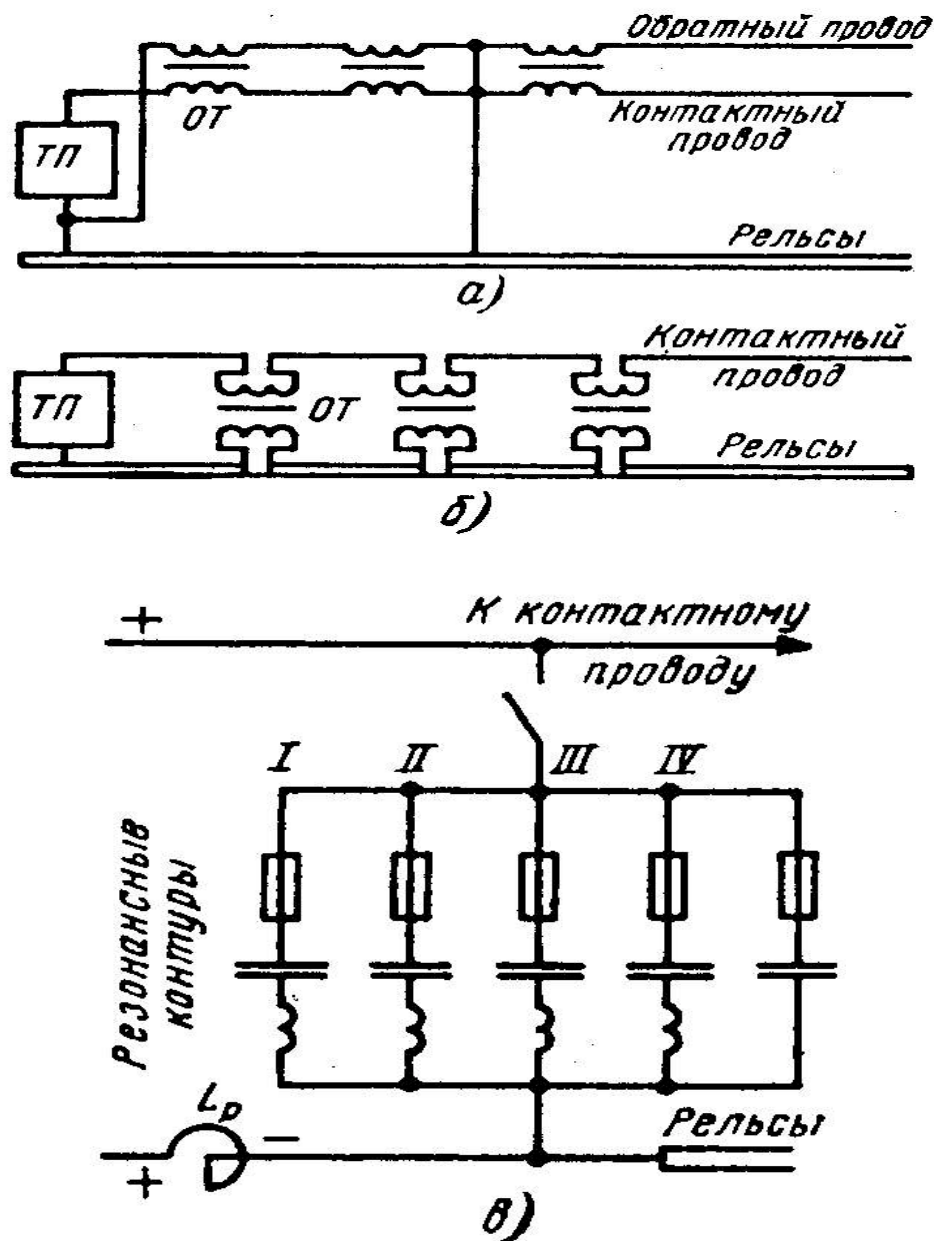 Обратный провод
ОТ
Контактный
провод
ТП
Рельсы
а)
Контактный
провод
ТП
ОТ
Рельсы
б)
+
К контактному
проводу
I II III IV
Резонансные
контуры
Lр
+ −
Рельсы
в)